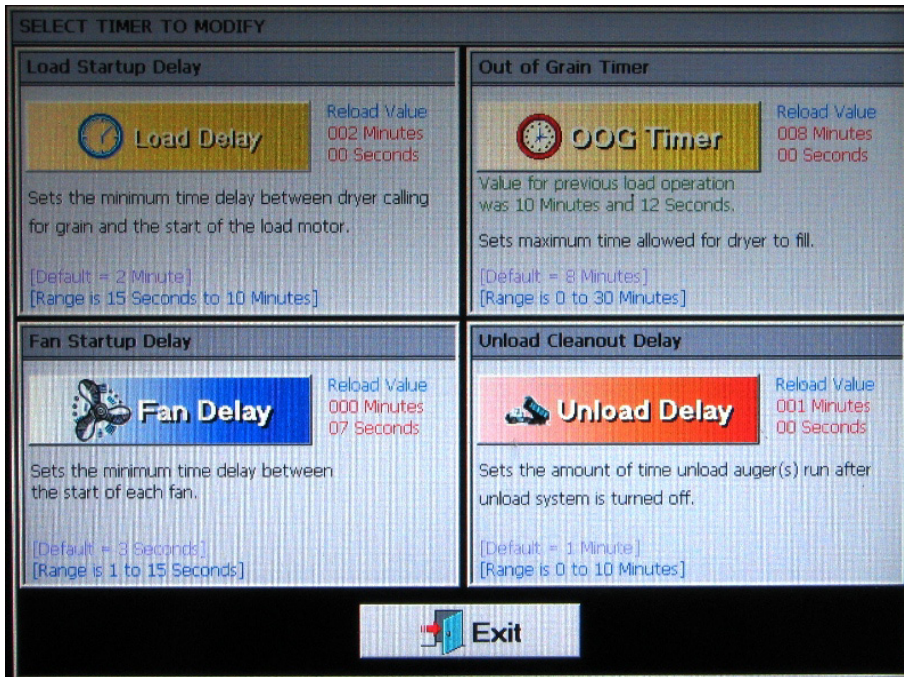 SELECT TIMER TO MODIFY
Load Startup Delay
Load Delay
Reload Value
002 Minutes
00 Seconds
Sets the minimum time delay between dryer calling
for grain and the start of the load motor.
[Default = 2 Minute]
[Range is 15 Seconds to 10 Minutes]
Out of Grain Timer
OOG Timer
Reload Value
008 Minutes
00 Seconds
Value for previous load operation
was 10 Minutes and 12 Seconds.
Sets maximum time allowed for dryer to fill.
[Default = 8 Minutes]
[Range is 0 to 30 Minutes]
Fan Startup Delay
Fan Delay
Reload Value
000 Minutes
07 Seconds
Sets the minimum time delay between
the start of each fan.
[Default = 3 Seconds]
[Range is 1 to 15 Seconds]
Unload Cleanout Delay
Unload Delay
Reload Value
001 Minutes
00 Seconds
Sets the amount of time unload auger(s) run after
unload system is turned off.
[Default = 1 Minute]
[Range is 0 to 10 Minutes]
Exit